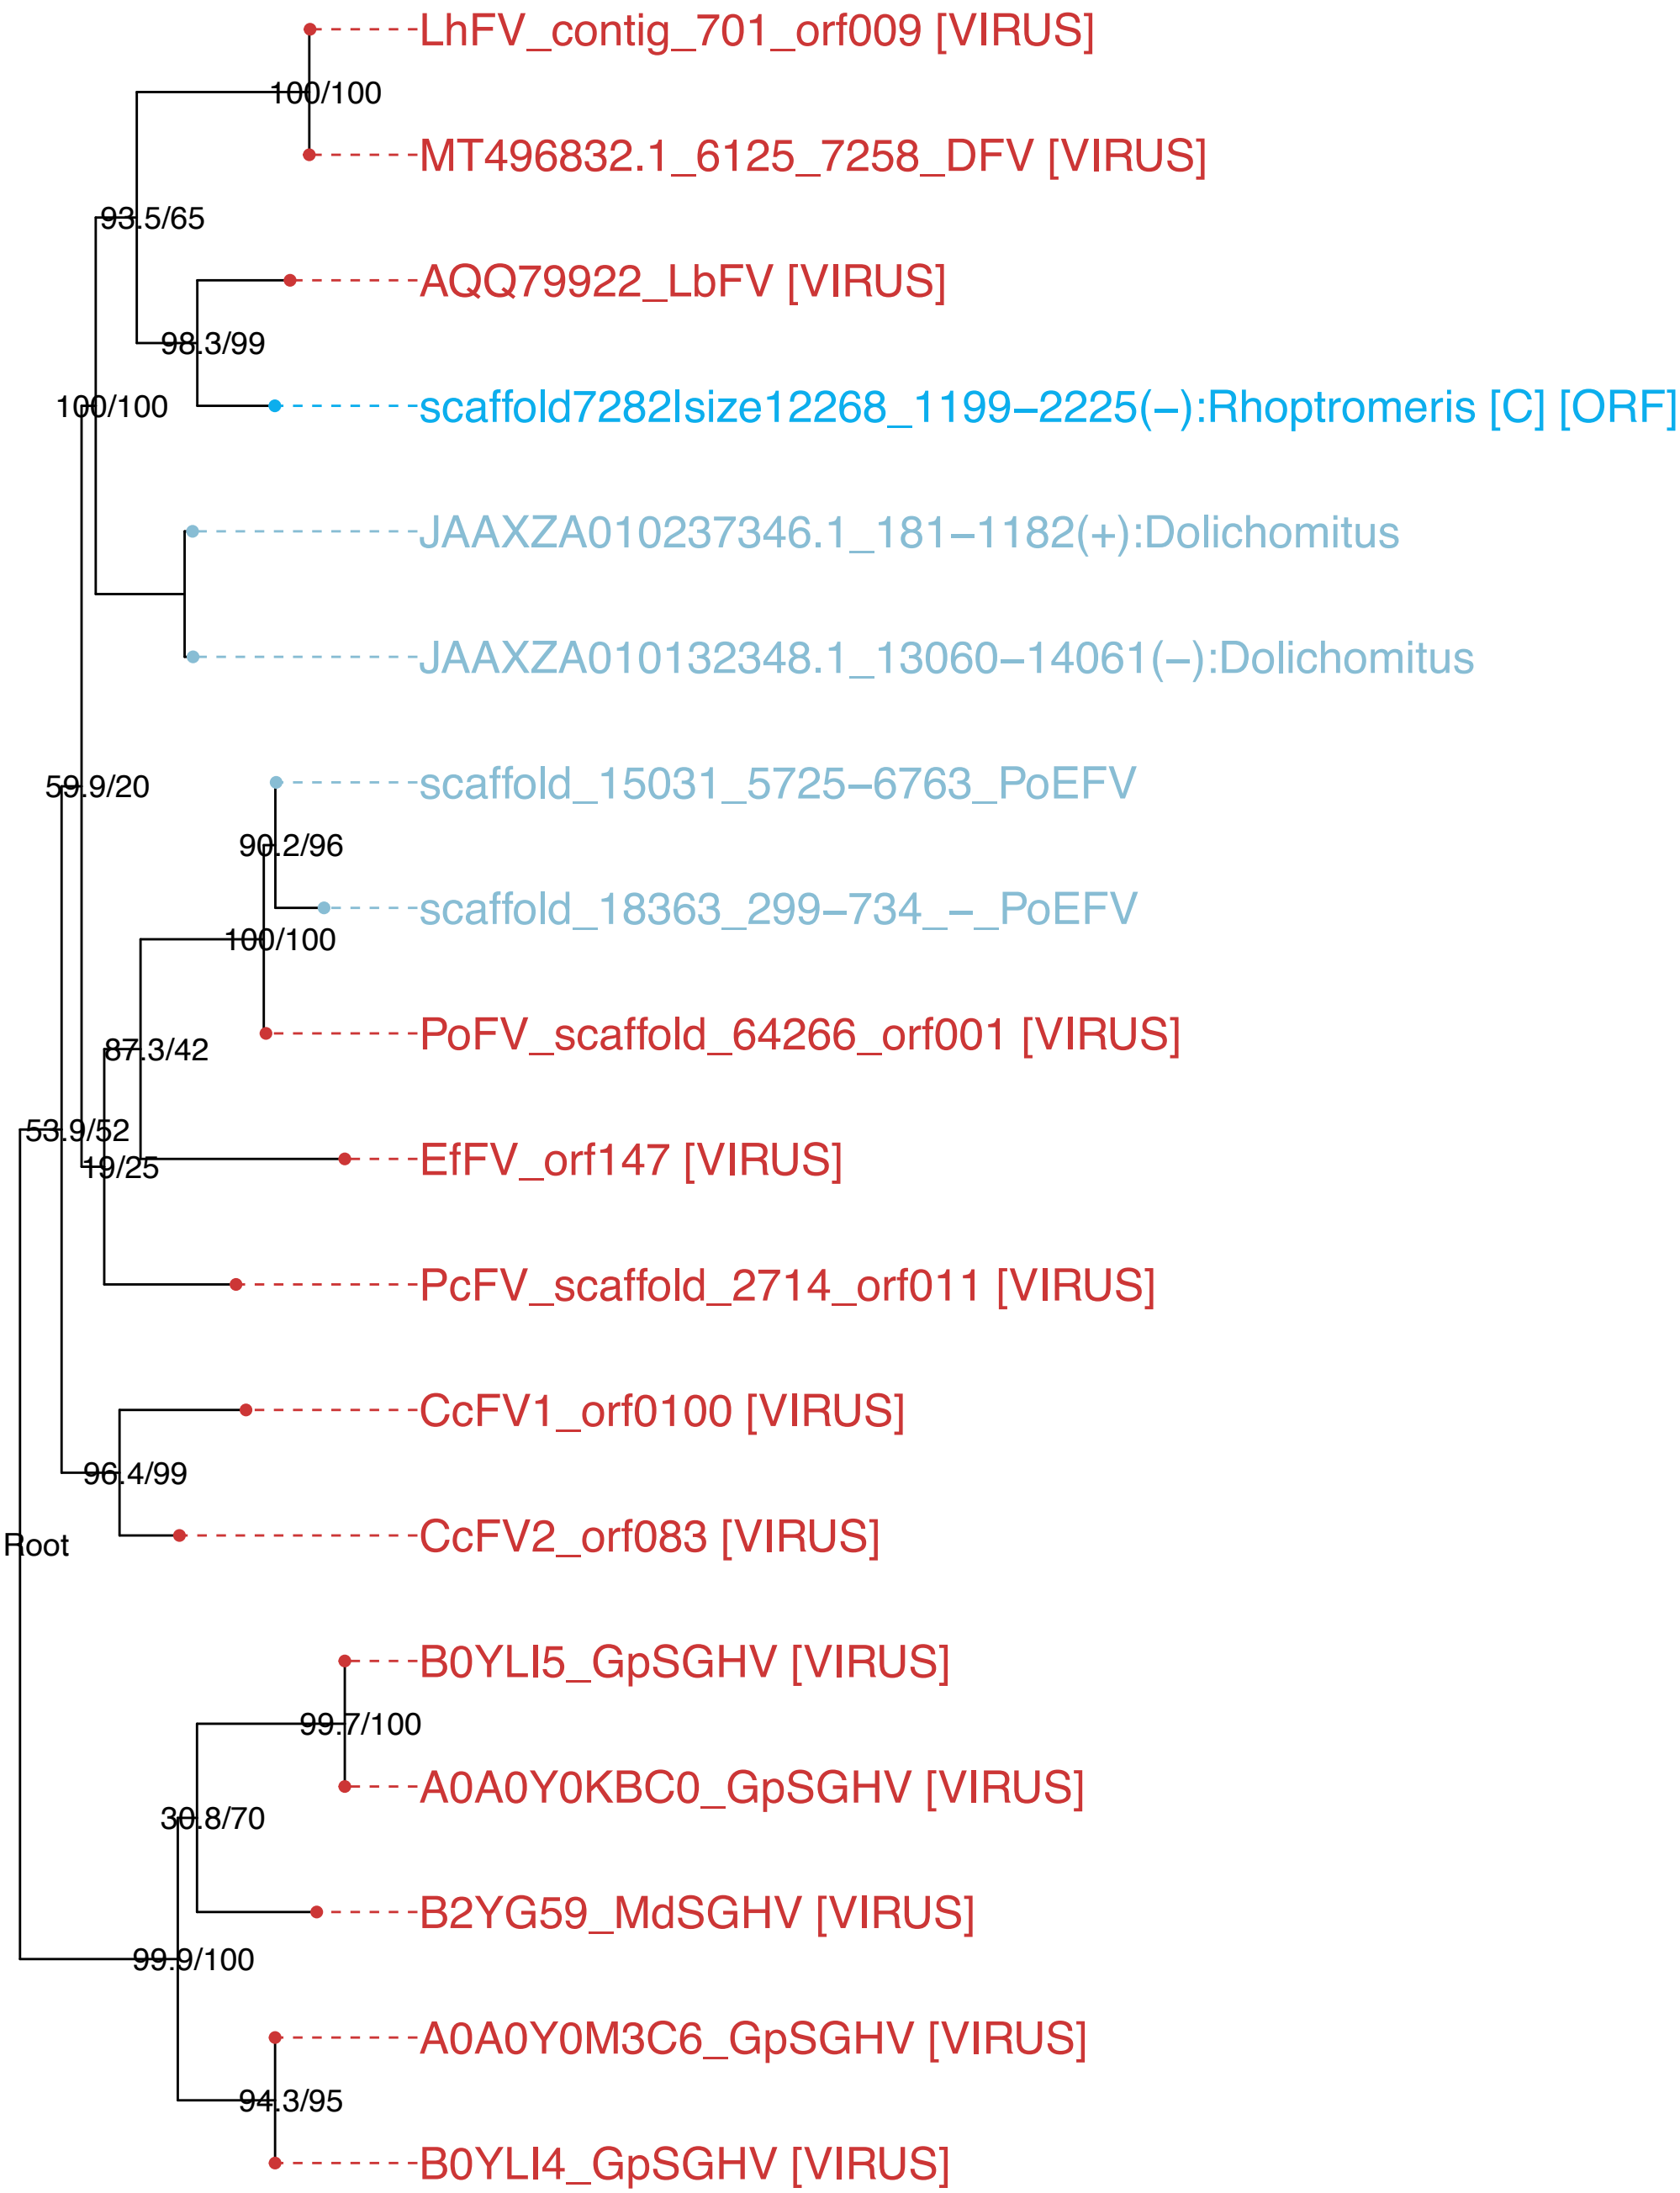 LhFV_contig_701_orf009 [VIRUS]
100/100
MT496832.1_6125_7258_DFV [VIRUS]
93.5/65
AQQ79922_LbFV [VIRUS]
98.3/99
100/100
scaffold7282lsize12268_1199−2225(−):Rhoptromeris [C] [ORF]
JAAXZA010237346.1_181−1182(+):Dolichomitus
JAAXZA010132348.1_13060−14061(−):Dolichomitus
59.9/20
scaffold_15031_5725−6763_PoEFV
90.2/96
scaffold_18363_299−734_−_PoEFV
100/100
PoFV_scaffold_64266_orf001 [VIRUS]
87.3/42
53.9/52
EfFV_orf147 [VIRUS]
19/25
PcFV_scaffold_2714_orf011 [VIRUS]
CcFV1_orf0100 [VIRUS]
96.4/99
CcFV2_orf083 [VIRUS]
Root
B0YLI5_GpSGHV [VIRUS]
99.7/100
A0A0Y0KBC0_GpSGHV [VIRUS]
30.8/70
B2YG59_MdSGHV [VIRUS]
99.9/100
A0A0Y0M3C6_GpSGHV [VIRUS]
94.3/95
B0YLI4_GpSGHV [VIRUS]